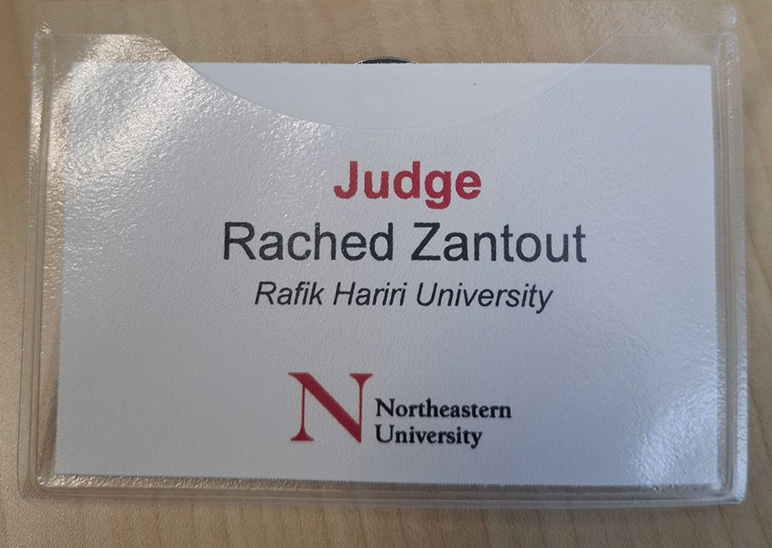 Judge
Rached Zantout
Rafik Hariri University
N
Northeastern
University